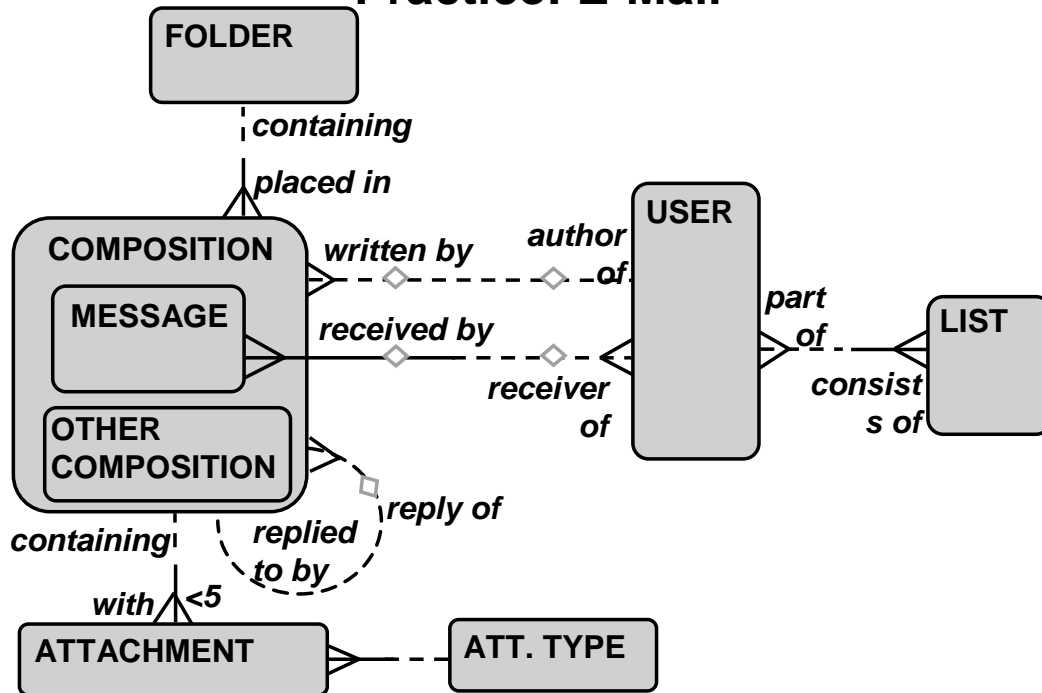 FOLDER
containing
placed in
COMPOSITION
written by
author
of
USER
MESSAGE
received by
part
of
LIST
receiver
of
consist
s of
OTHER
COMPOSITION
reply of
containing
replied
to by
with
<5
ATTACHMENT
ATT. TYPE